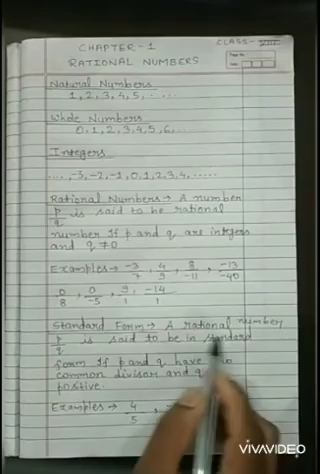 CHAPTER-1
CLASS- VIII
RATIONAL NUMBERS
Natural Numbers
1, 2, 3, 4, 5, .....
Whole Numbers
0, 1, 2, 3, 4, 5, 6, ...
Integers
...., -3, -2, -1, 0, 1, 2, 3, 4, ......
Rational Numbers → A number
p/q is said to be rational
number If p and q are integers
and q ≠ 0
Examples → -3/7, 4/9, 8/-11, -13/-40
0/8, 0/-5, 9/1, -14/1
Standard Form → A rational number
p/q is said to be in standard
form If p and q have
common divisor and q
positive.
Examples → 4/5,
VIVAVIDEO